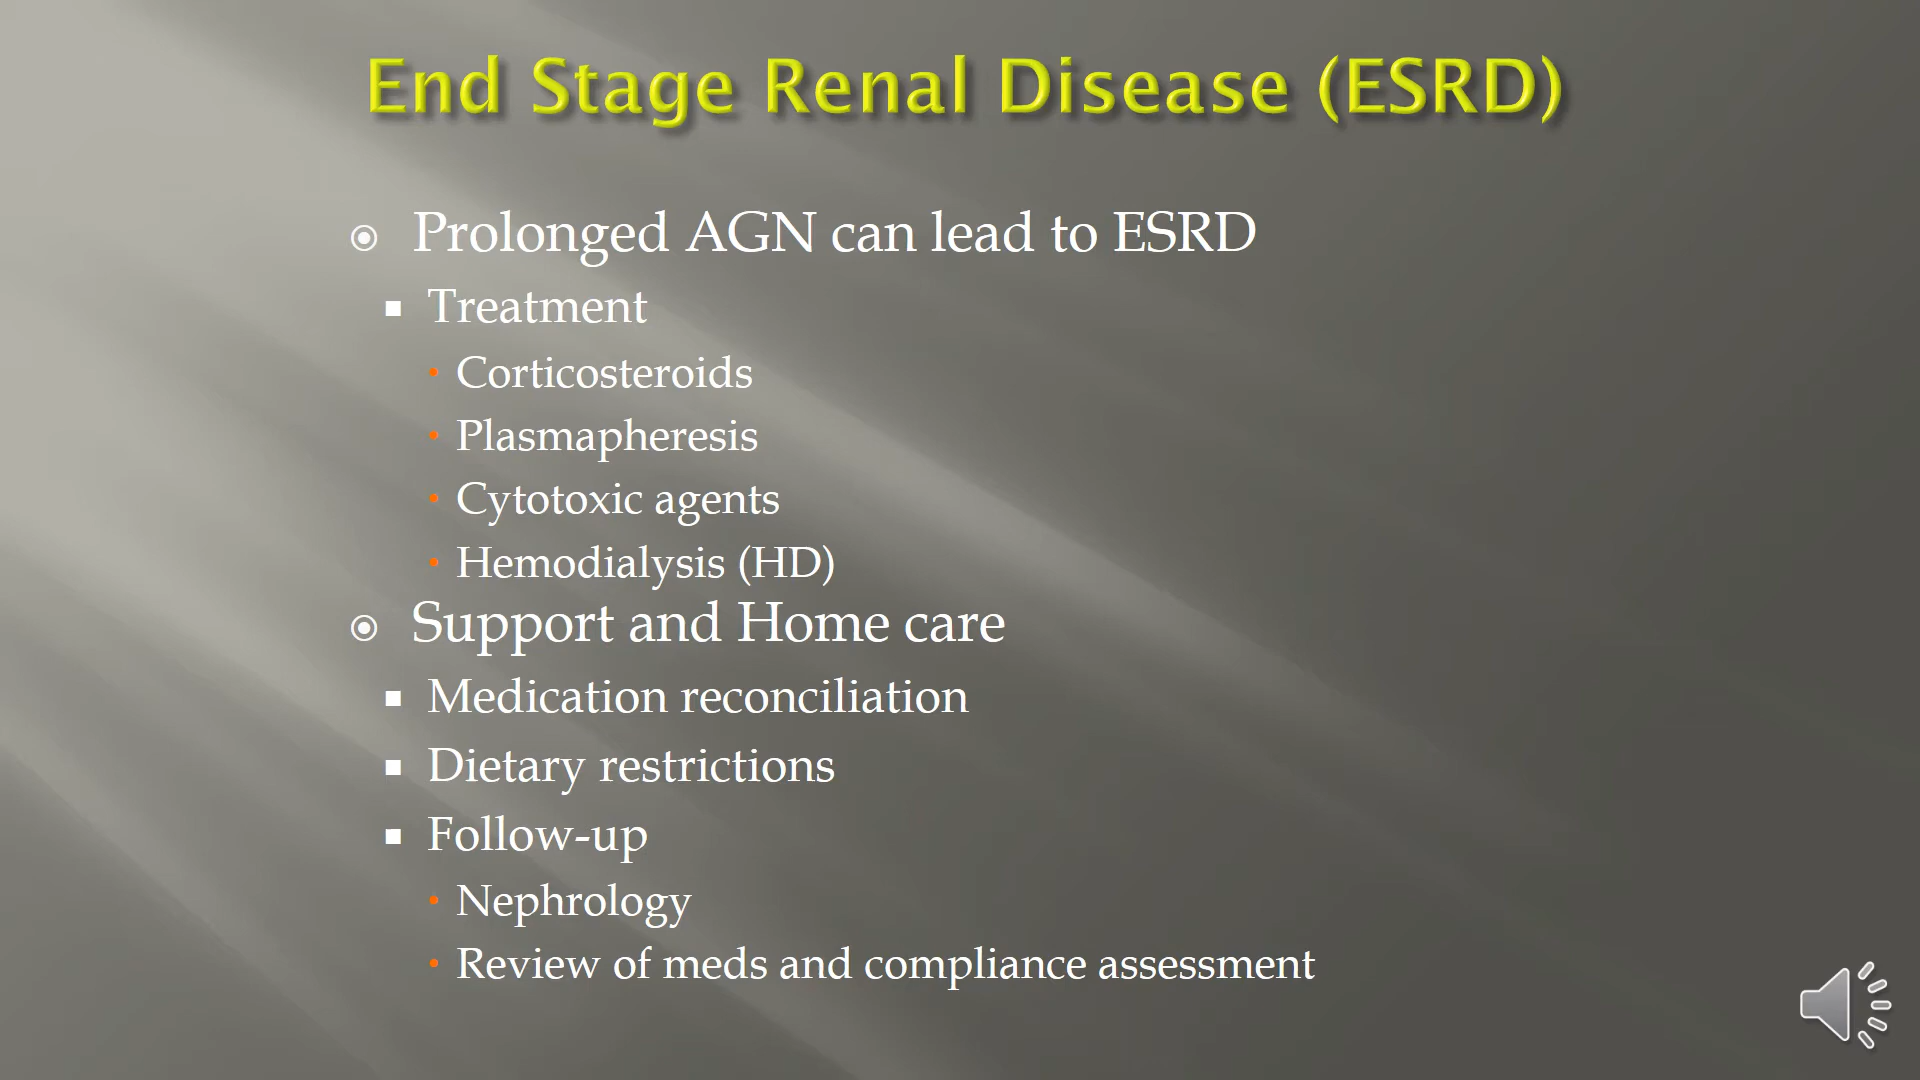 End Stage Renal Disease (ESRD)
Prolonged AGN can lead to ESRD
Treatment
Corticosteroids
Plasmapheresis
Cytotoxic agents
Hemodialysis (HD)
Support and Home care
Medication reconciliation
Dietary restrictions
Follow-up
Nephrology
Review of meds and compliance assessment